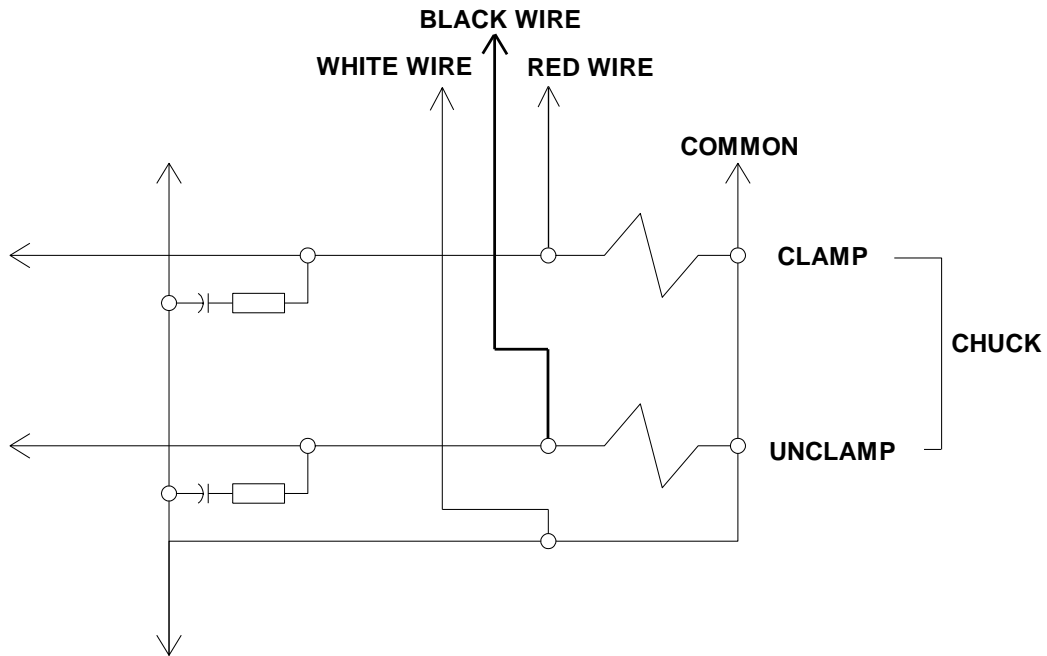 BLACK WIRE
WHITE WIRE
RED WIRE
COMMON
CLAMP
CHUCK
UNCLAMP